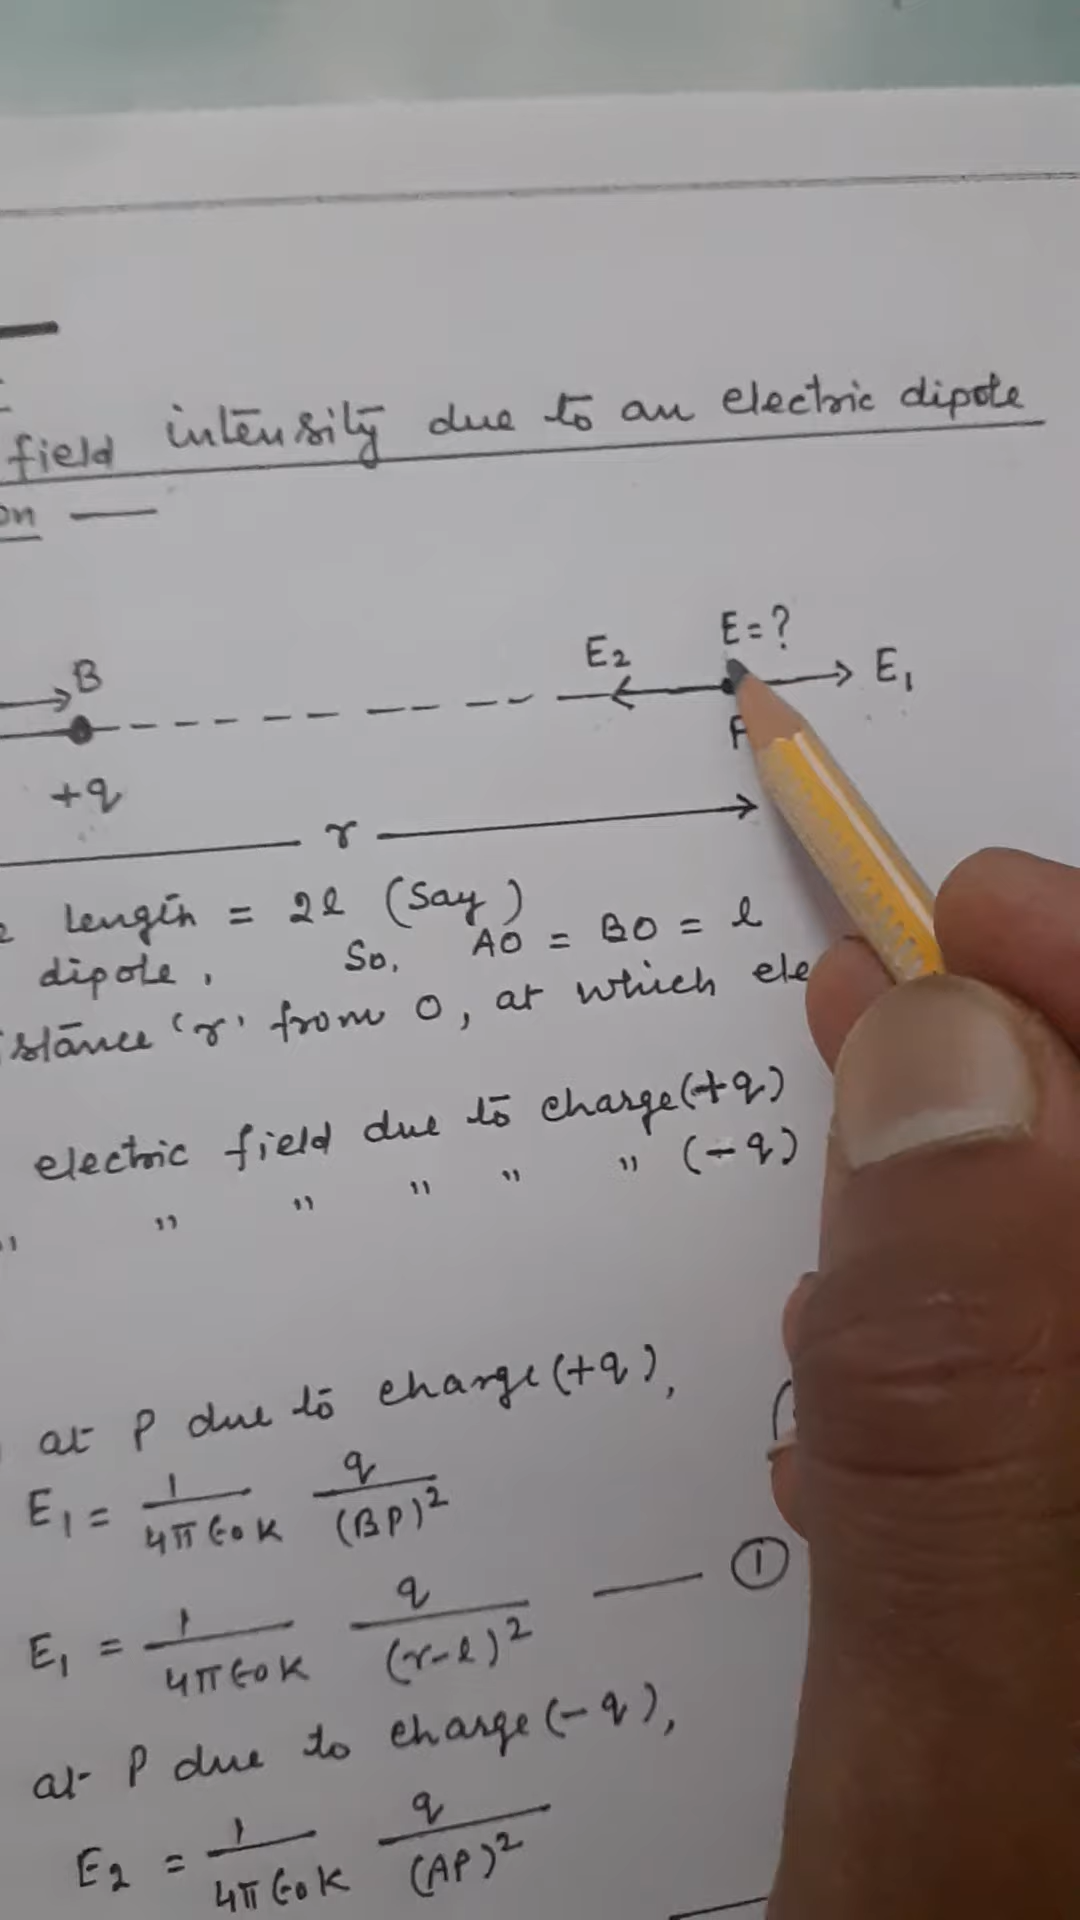 field intensity due to an electric dipole
on —
B
E2
E=?
E1
+q
r
length = 2l (Say)
dipole, So, AO = BO = l
istance 'r' from O, at which ele
electric field due to charge(+q)
" " " " " (-q)
at P due to charge(+q),
E1 = 1/4πϵ0K q/(BP)²
E1 = 1/4πϵ0K q/(r-l)² — ①
at P due to charge(-q),
E2 = 1/4πϵ0K q/(AP)²